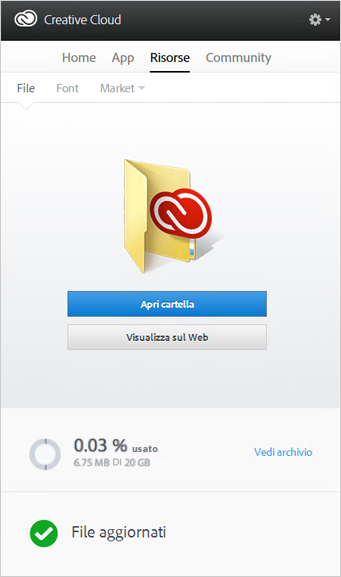 Creative Cloud
Home App Risorse Community
File Font Market
Apri cartella
Visualizza sul Web
0.03 % usato
6.75 MB DI 20 GB
Vedi archivio
File aggiornati